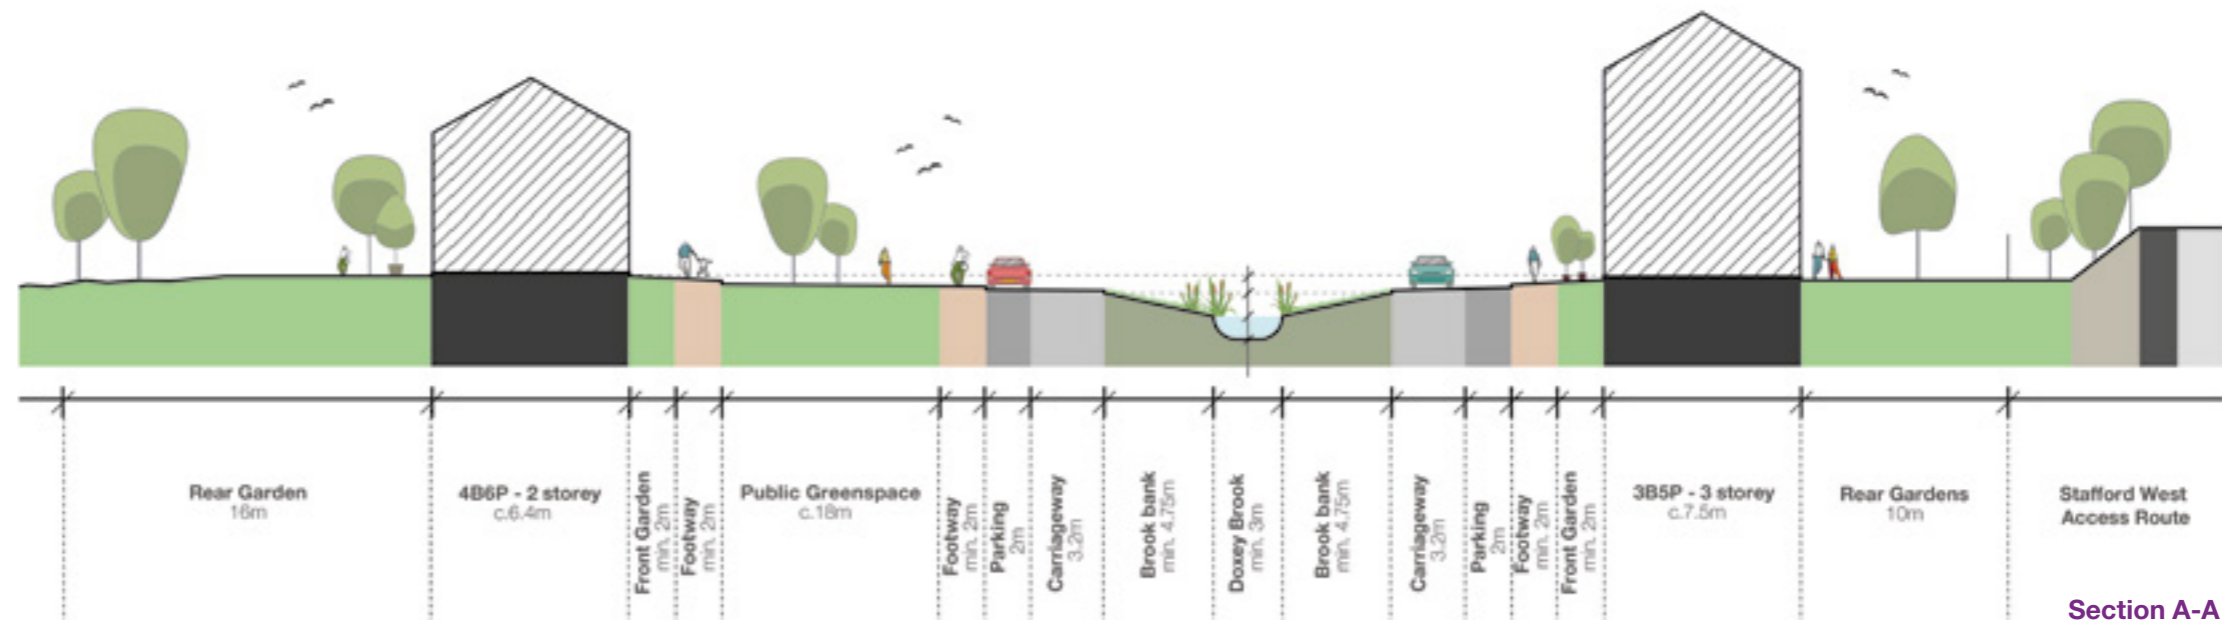 Rear Garden
16m
4B6P - 2 storey
c.6.4m
Front Garden
min. 2m
Footway
min. 2m
Public Greenspace
c.18m
Footway
min. 2m
Parking
2m
Carriageway
3.2m
Brook bank
min. 4.75m
Doxey Brook
min. 3m
Brook bank
min. 4.75m
Carriageway
3.2m
Parking
2m
Footway
min. 2m
Front Garden
min. 2m
3B5P - 3 storey
c.7.5m
Rear Gardens
10m
Stafford West
Access Route
Section A-A